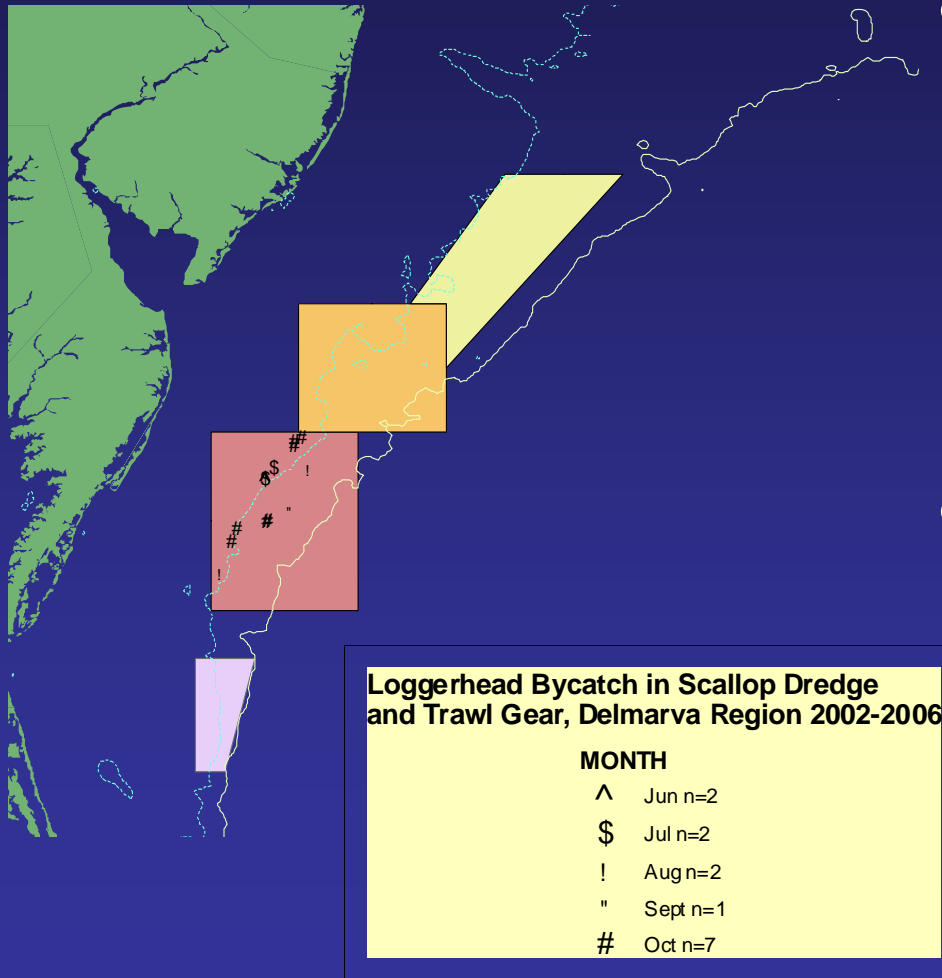 #
#
$
$
!
"
#
#
#
!
Loggerhead Bycatch in Scallop Dredge
and Trawl Gear, Delmarva Region 2002-2006
MONTH
^ Jun n=2
$ Jul n=2
! Aug n=2
" Sept n=1
# Oct n=7